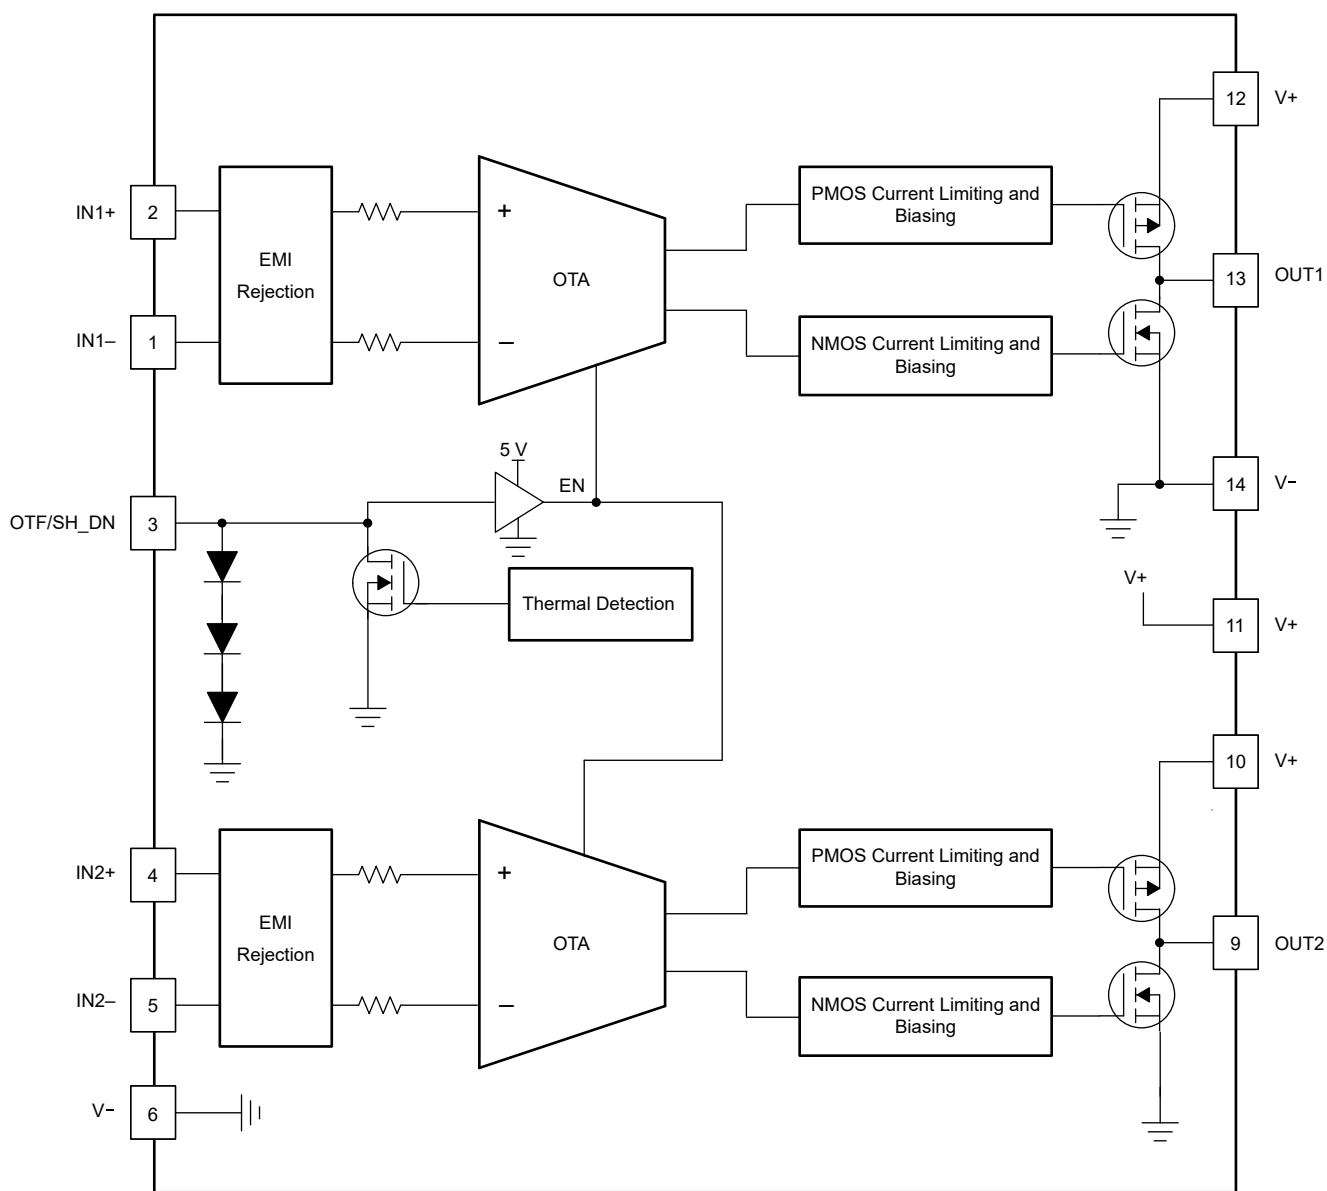 12 V+
IN1+ 2
EMI
Rejection
+
OTA
−
PMOS Current Limiting and
Biasing
13 OUT1
IN1– 1
NMOS Current Limiting and
Biasing
5 V
EN
14 V−
OTF/SH_DN 3
Thermal Detection
V+
11 V+
10 V+
IN2+ 4
EMI
Rejection
+
OTA
−
PMOS Current Limiting and
Biasing
9 OUT2
IN2– 5
NMOS Current Limiting and
Biasing
V− 6